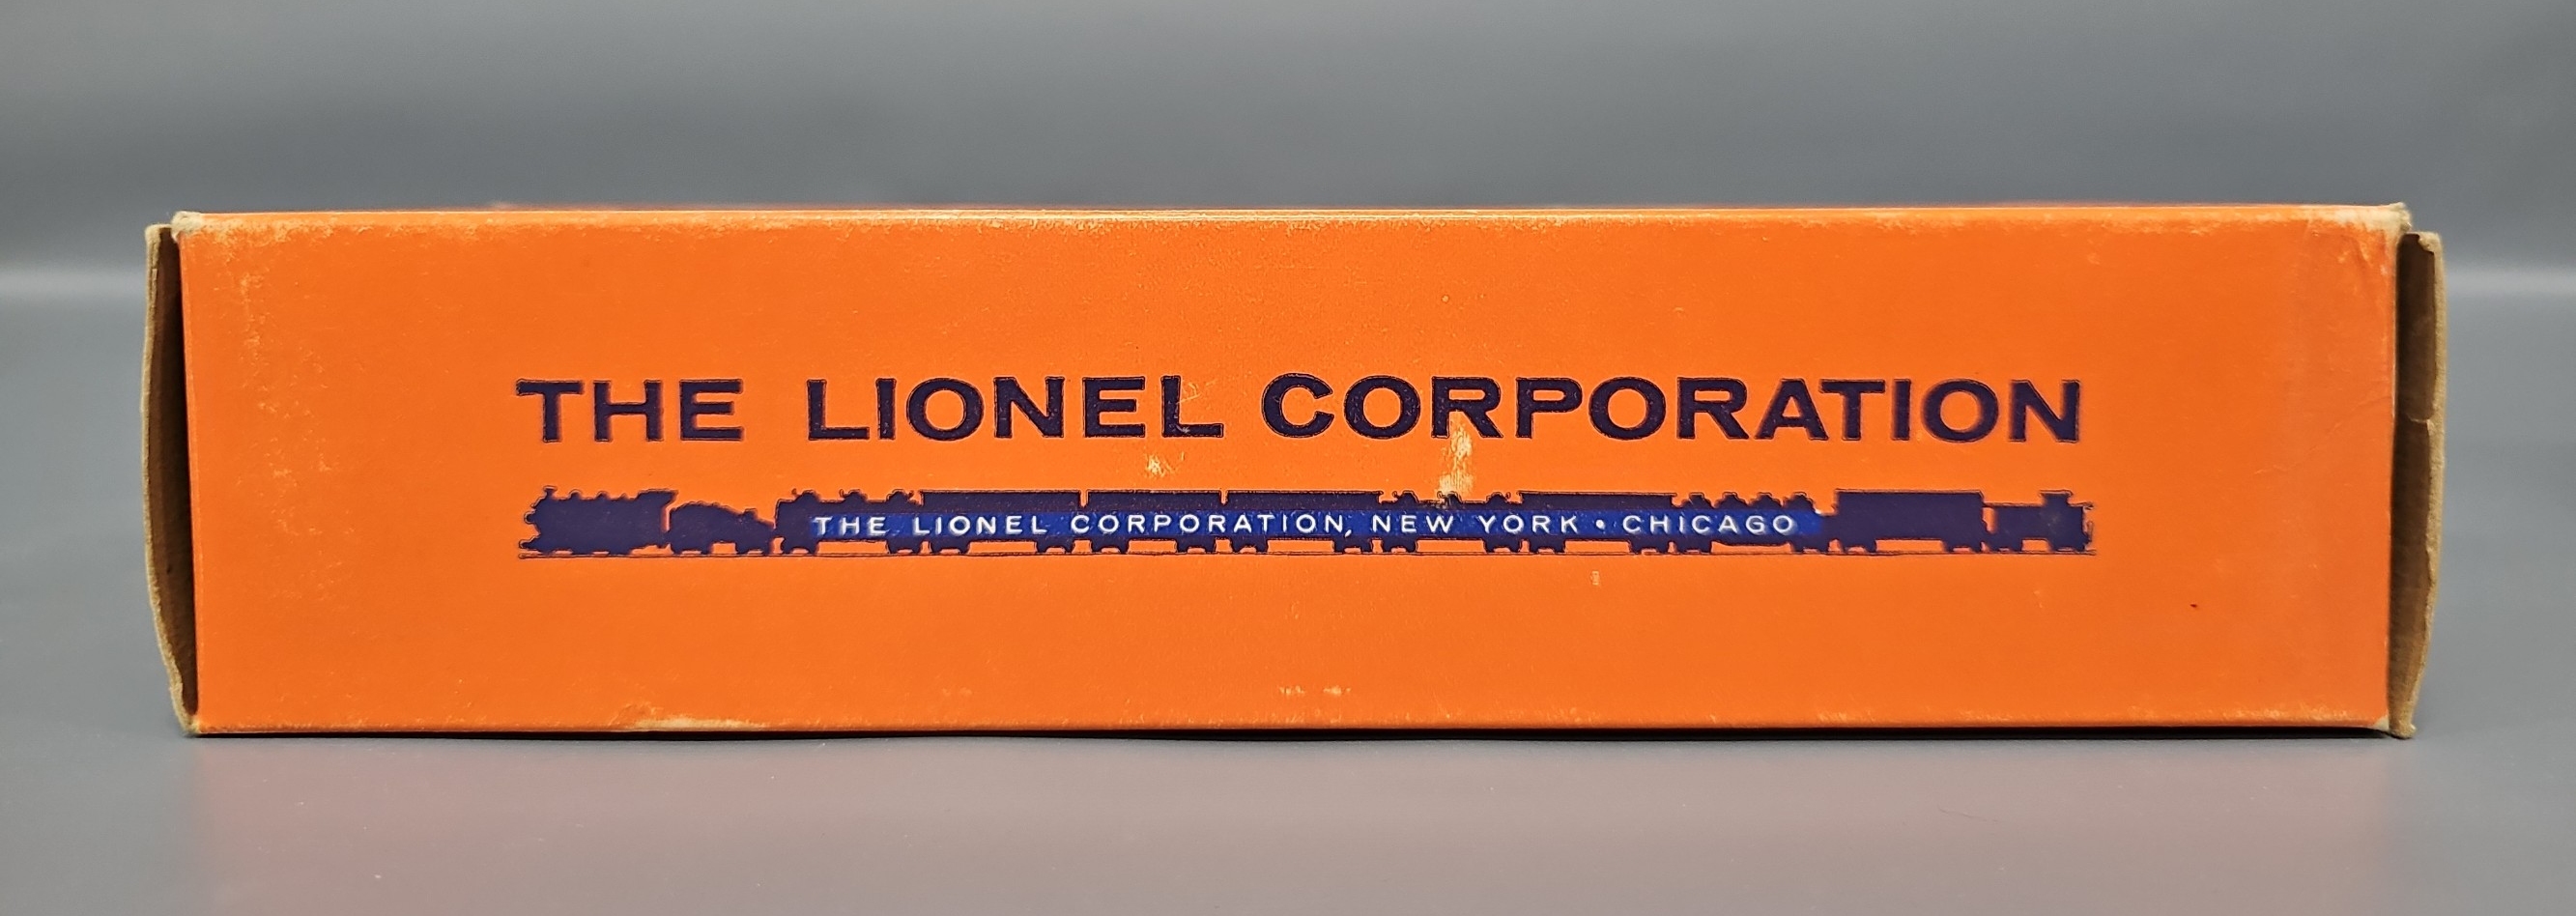 THE LIONEL CORPORATION
THE LIONEL CORPORATION, NEW YORK • CHICAGO